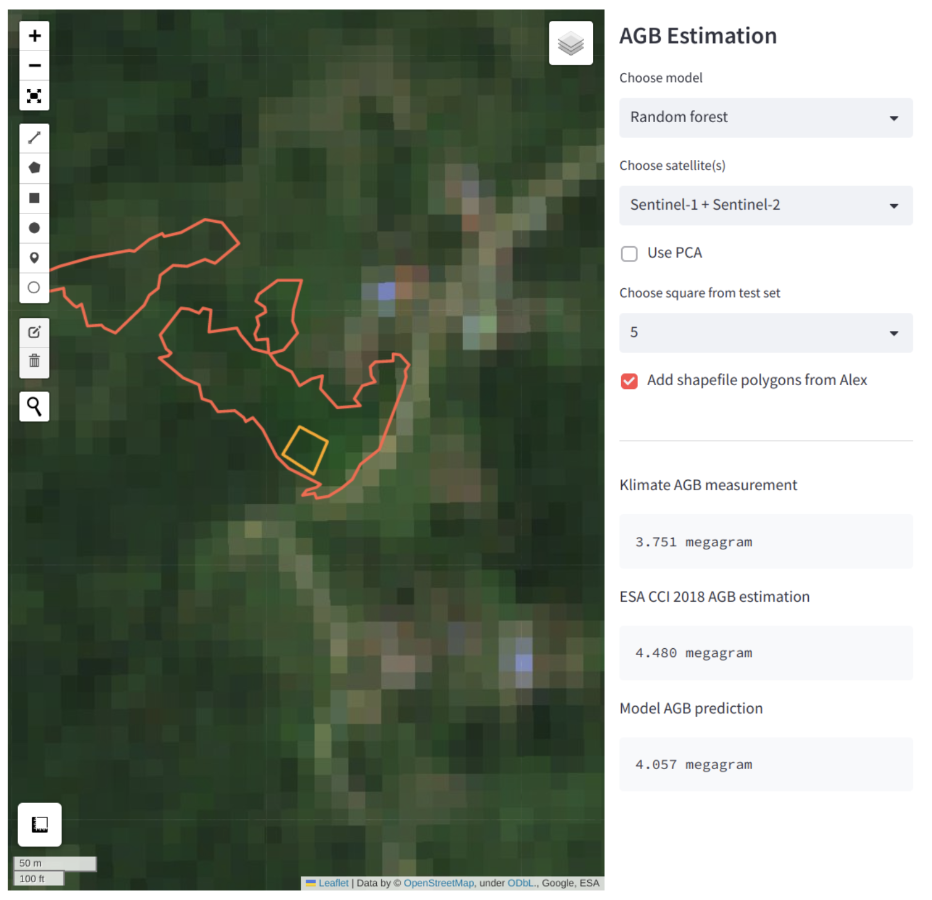 +
−
50 m
100 ft
Leaflet | Data by © OpenStreetMap, under ODbL., Google, ESA
AGB Estimation
Choose model
Random forest
Choose satellite(s)
Sentinel-1 + Sentinel-2
Use PCA
Choose square from test set
5
Add shapefile polygons from Alex
Klimate AGB measurement
3.751 megagram
ESA CCI 2018 AGB estimation
4.480 megagram
Model AGB prediction
4.057 megagram